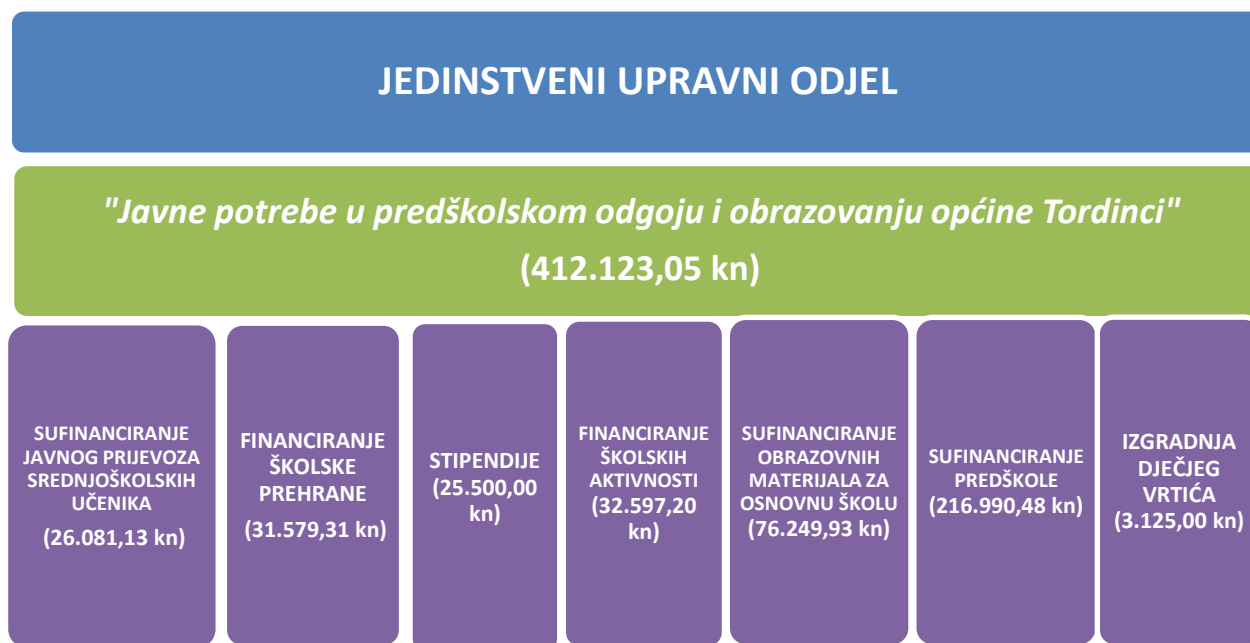 JEDINSTVENI UPRAVNI ODJEL
"Javne potrebe u predškolskom odgoju i obrazovanju općine Tordinci"
(412.123,05 kn)
SUFINANCIRANJE
JAVNOG PRIJEVOZA
SREDNJOŠKOLSKIH
UČENIKA
(26.081,13 kn)
FINANCIRANJE
ŠKOLSKE
PREHRANE
(31.579,31 kn)
STIPENDIJE
(25.500,00
kn)
FINANCIRANJE
ŠKOLSKIH
AKTIVNOSTI
(32.597,20
kn)
SUFINANCIRANJE
OBRAZOVNIH
MATERIJALA ZA
OSNOVNU ŠKOLU
(76.249,93 kn)
SUFINANCIRANJE
PREDŠKOLE
(216.990,48 kn)
IZGRADNJA
DJEČJEG
VRTIĆA
(3.125,00 kn)